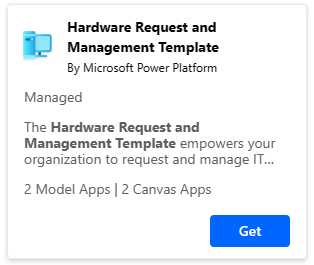 Hardware Request and
Management Template
By Microsoft Power Platform
Managed
The Hardware Request and
Management Template empowers your
organization to request and manage IT...
2 Model Apps | 2 Canvas Apps
Get